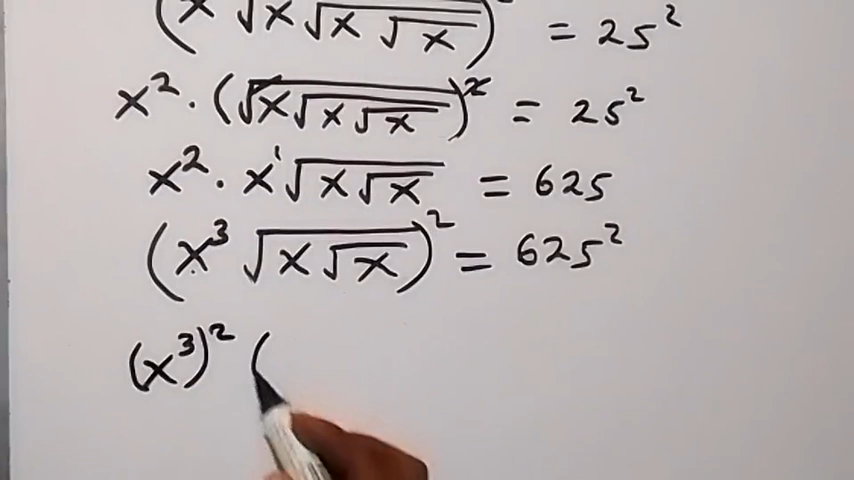 (x√x√x√x)² = 25²
x² · (√x√x√x)² = 25²
x² · x¹√x√x = 625
(x³ √x√x)² = 625²
(x³)² (